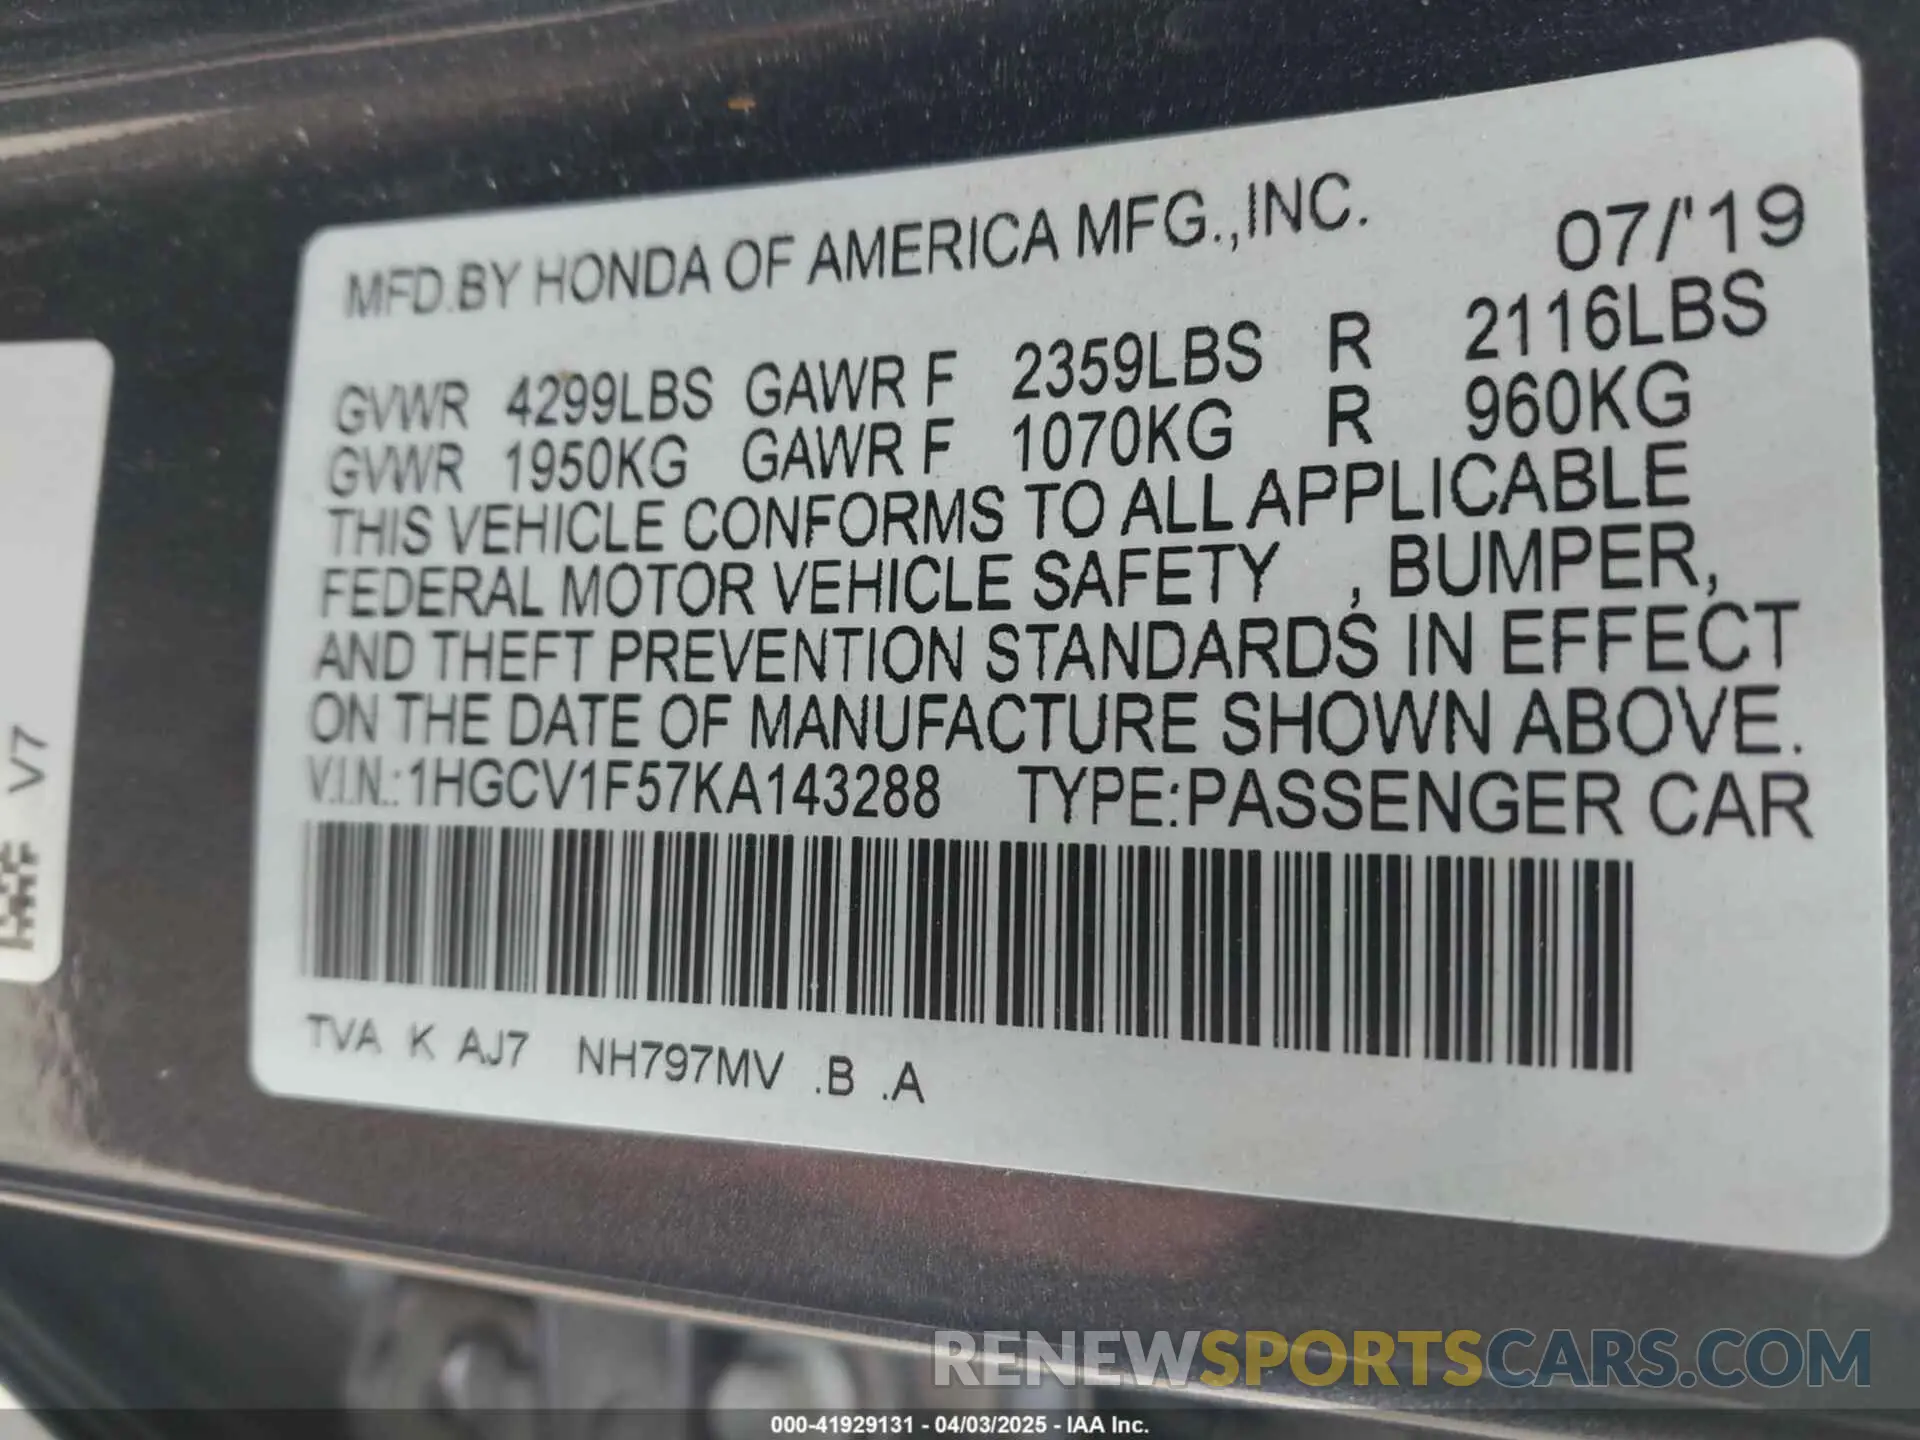 MFD.BY HONDA OF AMERICA MFG.,INC. 07/'19
GVWR 4299LBS GAWR F 2359LBS R 2116LBS
GVWR 1950KG GAWR F 1070KG R 960KG
THIS VEHICLE CONFORMS TO ALL APPLICABLE
FEDERAL MOTOR VEHICLE SAFETY , BUMPER,
AND THEFT PREVENTION STANDARDS IN EFFECT
ON THE DATE OF MANUFACTURE SHOWN ABOVE.
V.I.N.:1HGCV1F57KA143288 TYPE:PASSENGER CAR
TVA K AJ7 NH797MV .B .A
V7
RENEWSPORTSCARS.COM
000-41929131 - 04/03/2025 - IAA Inc.